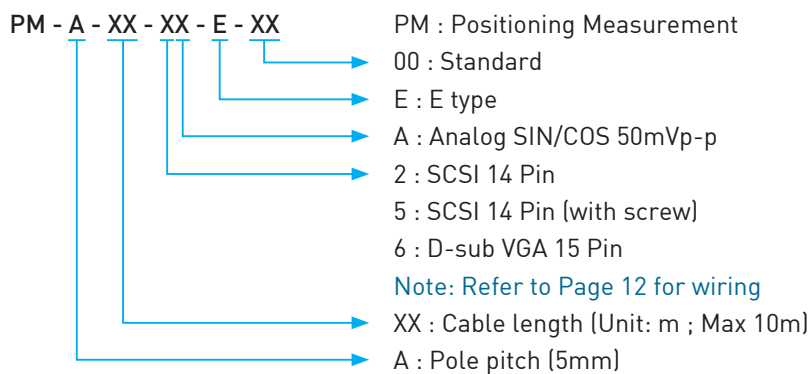 PM - A - XX - XX - E - XX
PM : Positioning Measurement
00 : Standard
E : E type
A : Analog SIN/COS 50mVp-p
2 : SCSI 14 Pin
5 : SCSI 14 Pin (with screw)
6 : D-sub VGA 15 Pin
Note: Refer to Page 12 for wiring
XX : Cable length (Unit: m ; Max 10m)
A : Pole pitch (5mm)